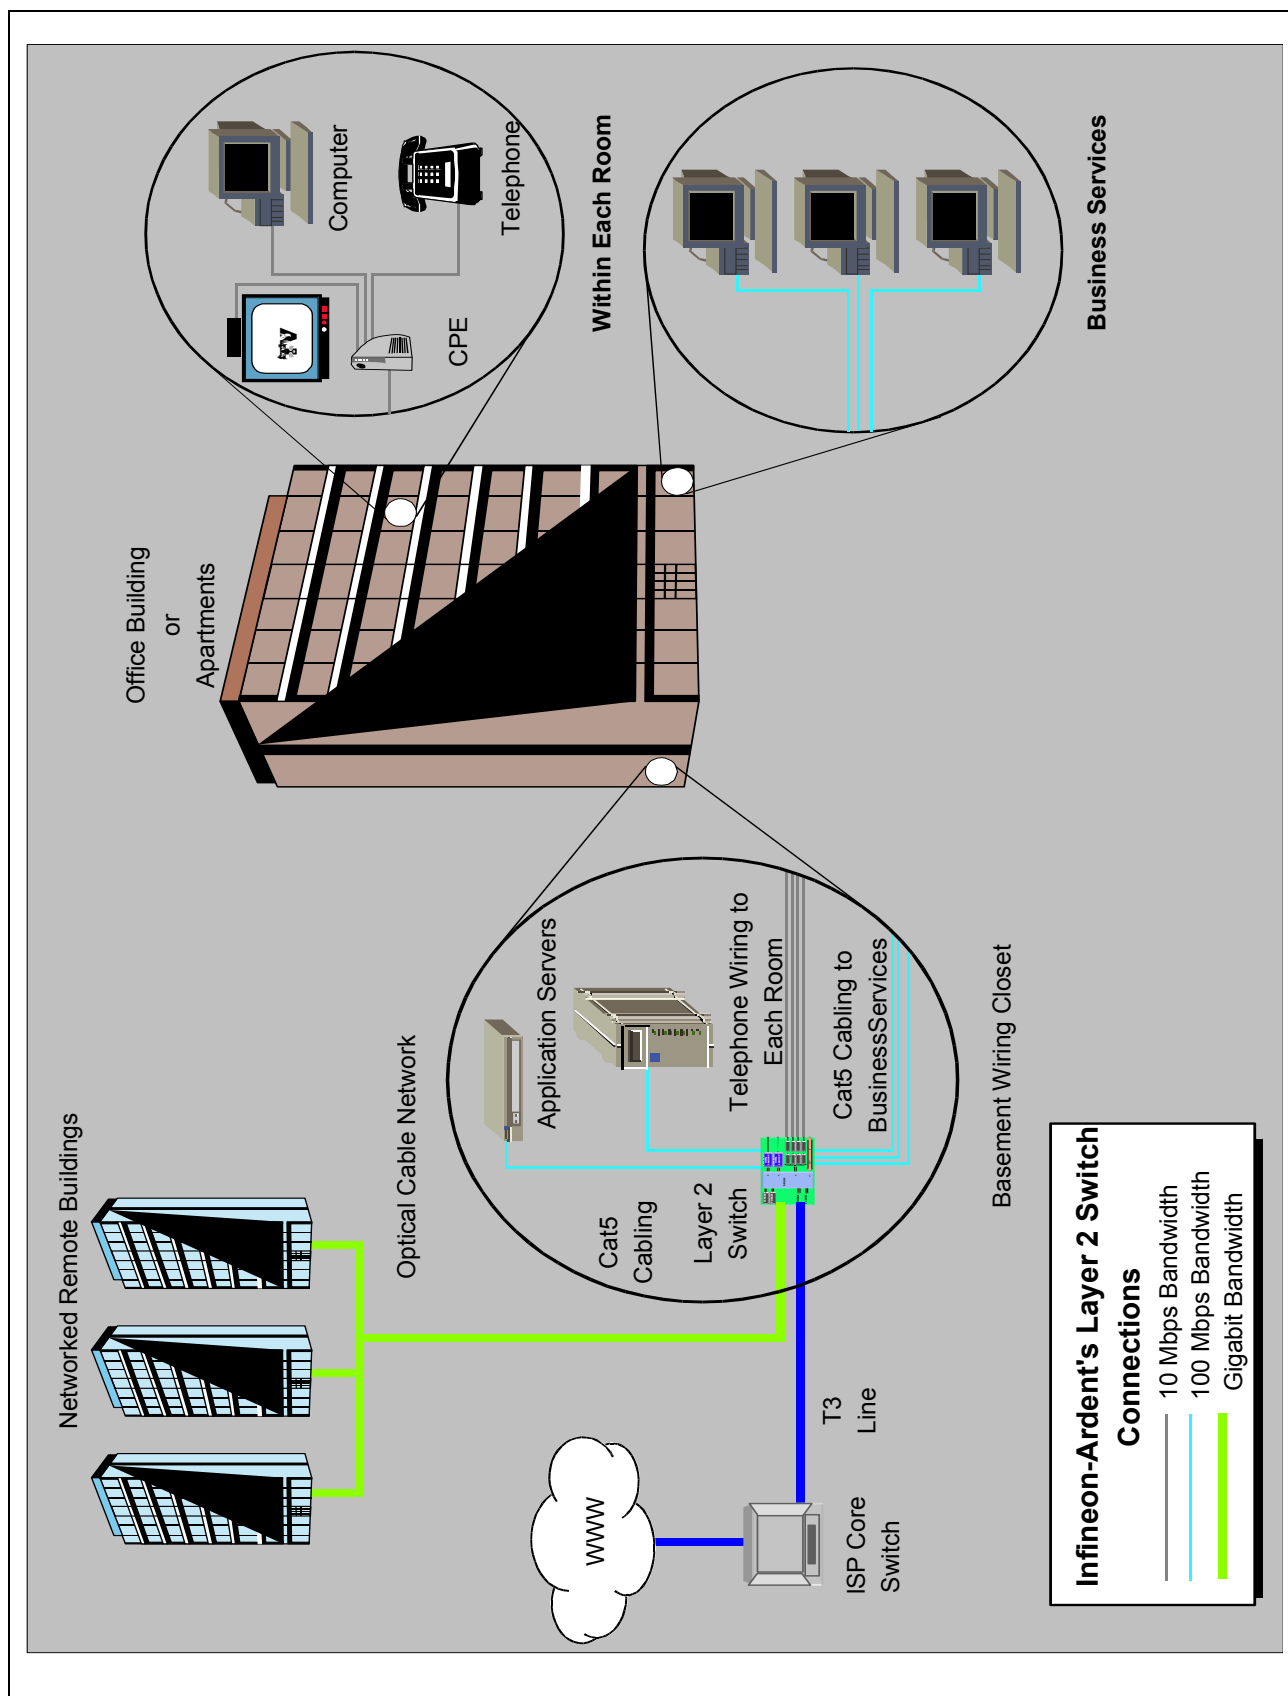 Networked Remote Buildings
Office Building
or
Apartments
Computer
TV
CPE
Telephone
Within Each Room
Optical Cable Network
WWW
Application Servers
Cat5
Cabling
Layer 2
Switch
Telephone Wiring to
Each Room
Cat5 Cabling to
BusinessServices
T3
Line
ISP Core
Switch
Basement Wiring Closet
Business Services
Infineon-Ardent's Layer 2 Switch
Connections
10 Mbps Bandwidth
100 Mbps Bandwidth
Gigabit Bandwidth